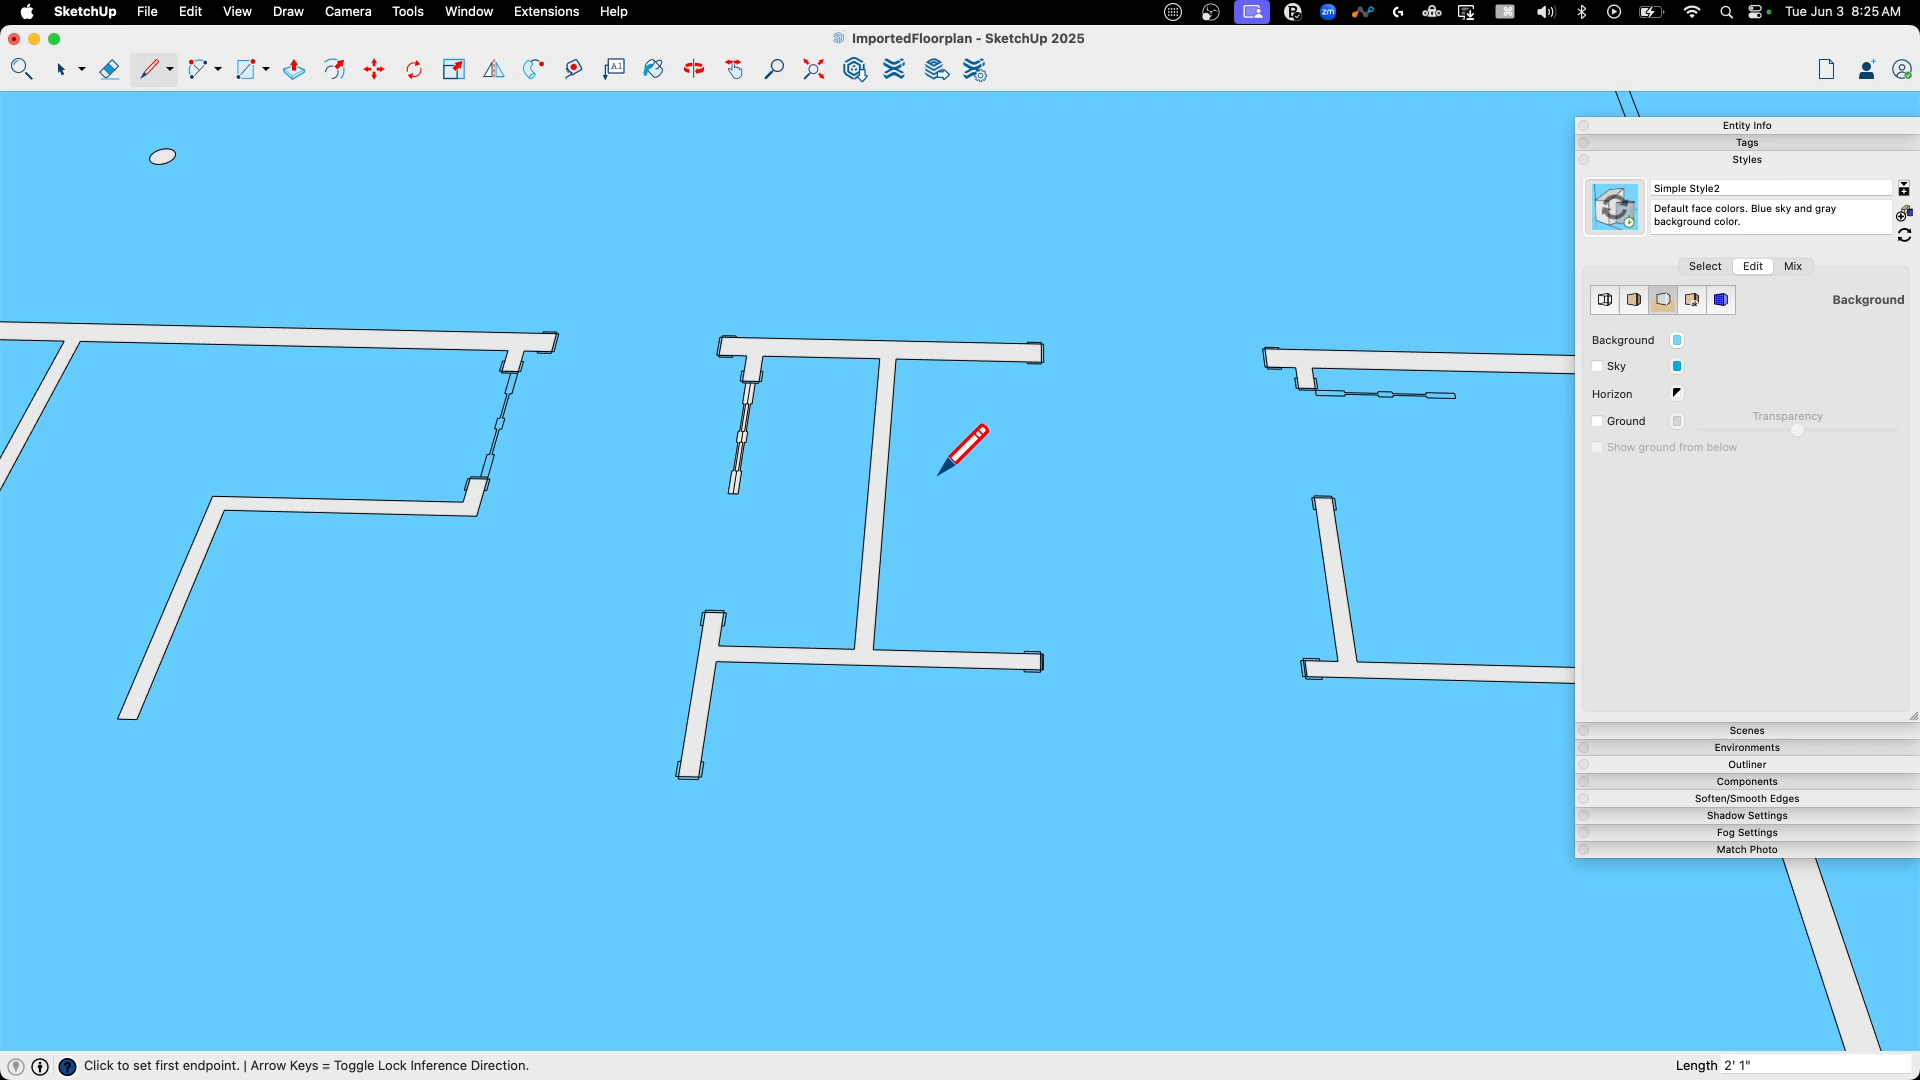 SketchUp File Edit View Draw Camera Tools Window Extensions Help
zm
Tue Jun 3 8:25 AM
ImportedFloorplan - SketchUp 2025
A1
Entity Info
Tags
Styles
Simple Style2
Default face colors. Blue sky and gray
background color.
Select Edit Mix
Background
Background
Sky
Horizon
Ground
Transparency
Show ground from below
Scenes
Environments
Outliner
Components
Soften/Smooth Edges
Shadow Settings
Fog Settings
Match Photo
Click to set first endpoint. | Arrow Keys = Toggle Lock Inference Direction.
Length 2' 1"